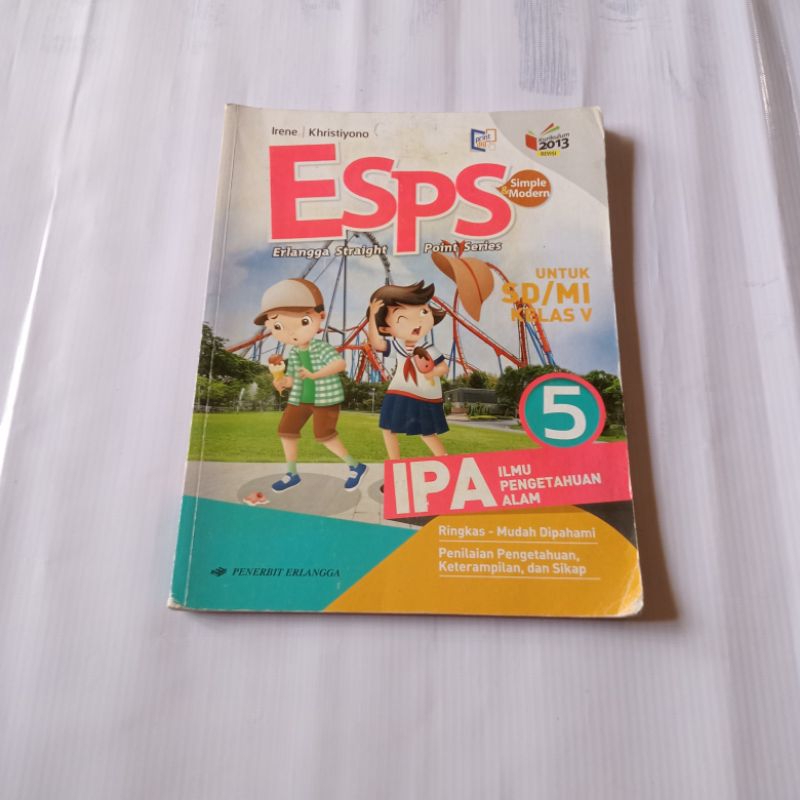 Irene | Khristiyono
print
Kurikulum
2013
REVISI
ESPS
Simple
& Modern
Erlangga Straight Point Series
UNTUK
SD/MI
KELAS V
5
IPA
ILMU
PENGETAHUAN
ALAM
Ringkas - Mudah Dipahami
Penilaian Pengetahuan,
Keterampilan, dan Sikap
PENERBIT ERLANGGA